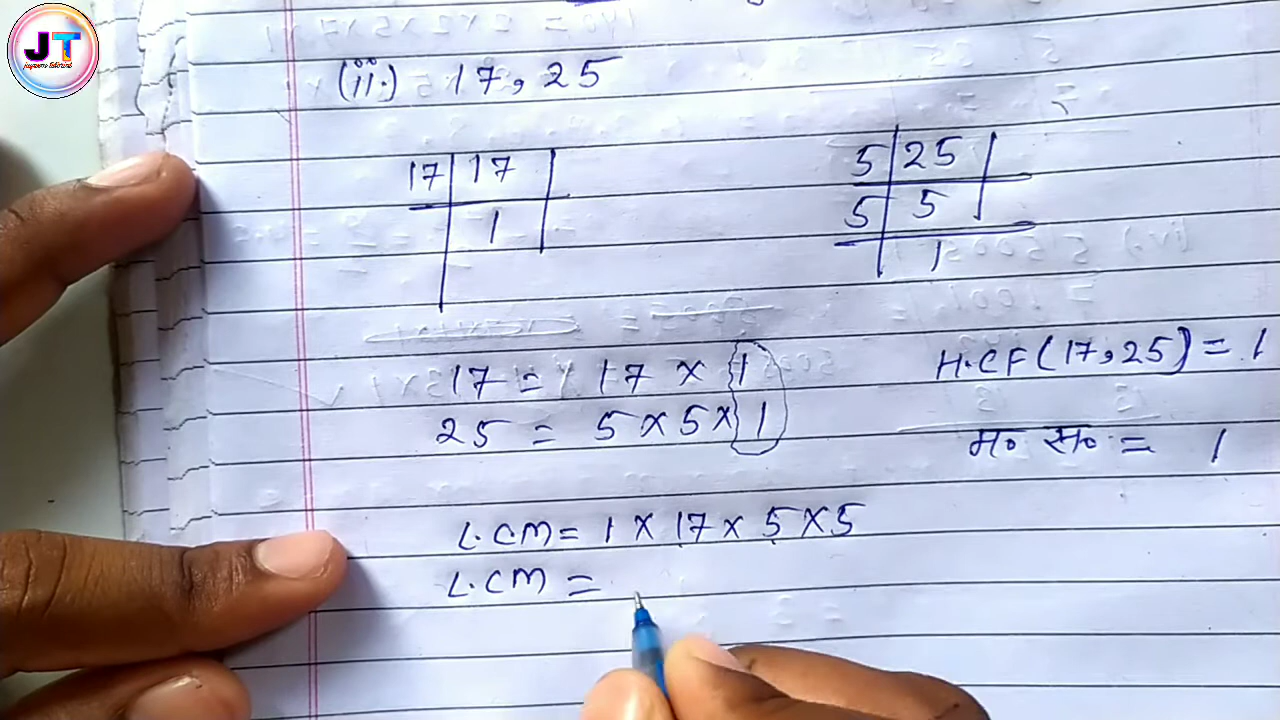 JT
(ii.) 17, 25
17 | 17
1
5 | 25
5 | 5
1
17 = 17 × 1
25 = 5 × 5 × 1
H.CF (17, 25) = 1
म० स० = 1
L.CM = 1 × 17 × 5 × 5
L.CM =